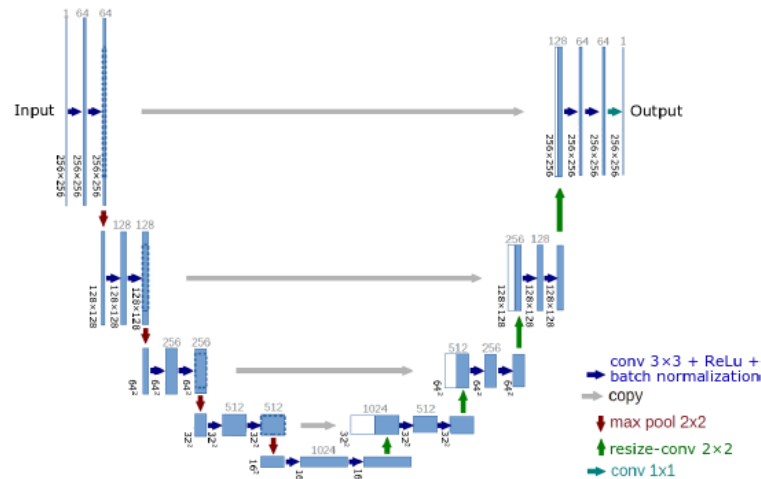 1 64 64
128 64 64 1
Input
Output
256×256 256×256 256×256
256×256 256×256 256×256 256×256
128 128
256 128
128×128 128×128 128×128
128×128 128×128 128×128
256 256
512 256
64² 64² 64²
64² 64² 64²
512 512
1024 512
32² 32² 32²
32² 32² 32²
1024
16² 16 16
conv 3×3 + ReLu +
batch normalization
copy
max pool 2x2
resize-conv 2×2
conv 1x1